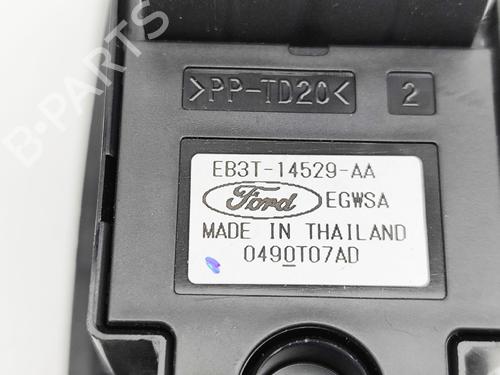 >PP-TD20< 2
EB3T-14529-AA
Ford EGWSA
MADE IN THAILAND
0490T07AD
B-PARTS